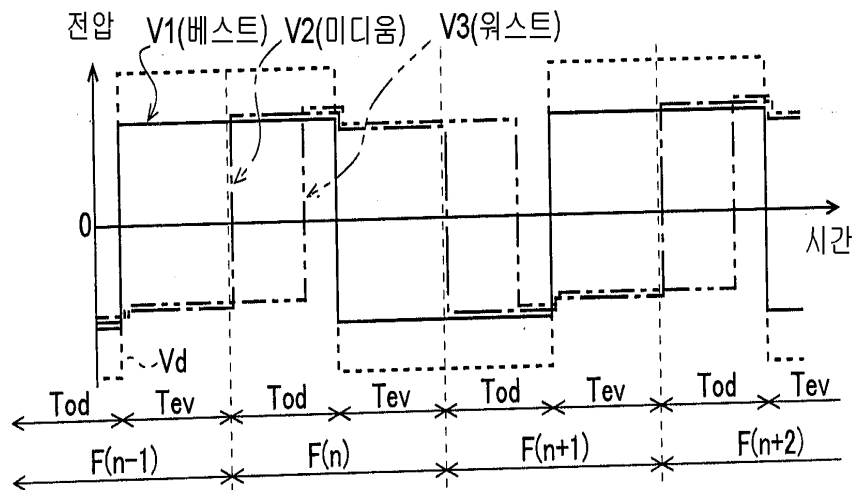 전압 V1(베스트) V2(미디움) V3(워스트)
0
시간
Vd
Tod Tev Tod Tev Tod Tev Tod Tev
F(n-1) F(n) F(n+1) F(n+2)